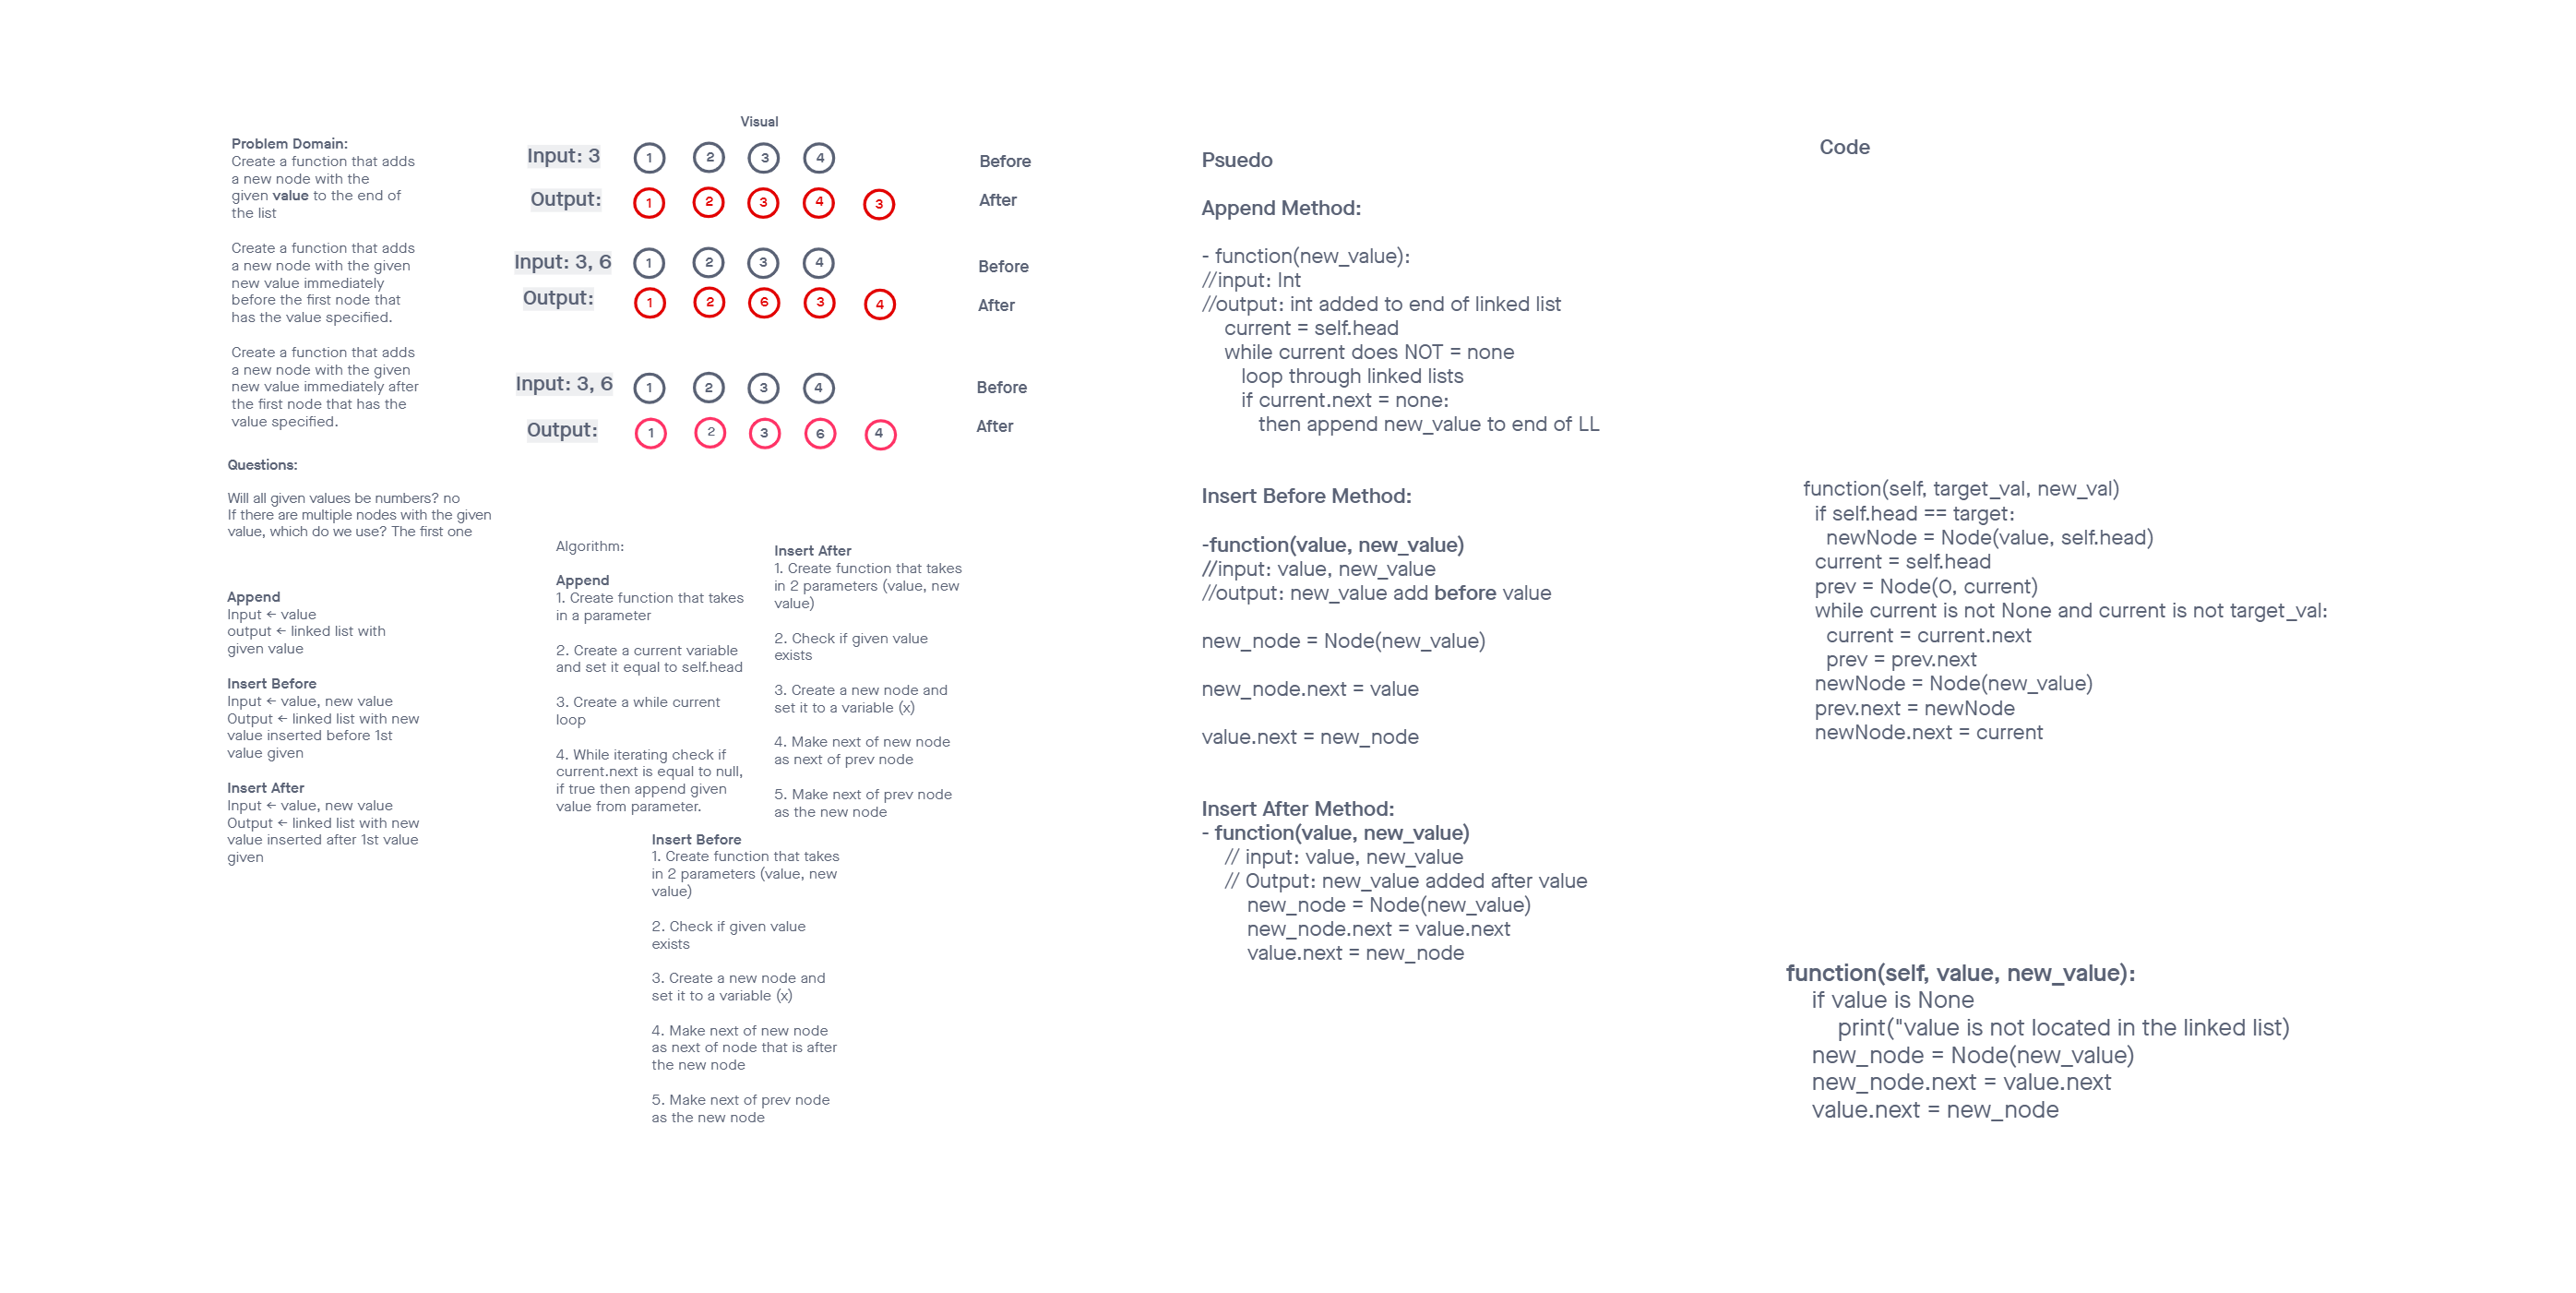 Problem Domain:
Create a function that adds
a new node with the
given value to the end of
the list
Create a function that adds
a new node with the given
new value immediately
before the first node that
has the value specified.
Create a function that adds
a new node with the given
new value immediately after
the first node that has the
value specified.
Questions:
Will all given values be numbers? no
If there are multiple nodes with the given
value, which do we use? The first one
Append
Input ← value
output ← linked list with
given value
Insert Before
Input ← value, new value
Output ← linked list with new
value inserted before 1st
value given
Insert After
Input ← value, new value
Output ← linked list with new
value inserted after 1st value
given
Visual
Input: 3 1 2 3 4 Before
Output: 1 2 3 4 3 After
Input: 3, 6 1 2 3 4 Before
Output: 1 2 6 3 4 After
Input: 3, 6 1 2 3 4 Before
Output: 1 2 3 6 4 After
Algorithm:
Append
1. Create function that takes
in a parameter
2. Create a current variable
and set it equal to self.head
3. Create a while current
loop
4. While iterating check if
current.next is equal to null,
if true then append given
value from parameter.
Insert After
1. Create function that takes
in 2 parameters (value, new
value)
2. Check if given value
exists
3. Create a new node and
set it to a variable (x)
4. Make next of new node
as next of prev node
5. Make next of prev node
as the new node
Insert Before
1. Create function that takes
in 2 parameters (value, new
value)
2. Check if given value
exists
3. Create a new node and
set it to a variable (x)
4. Make next of new node
as next of node that is after
the new node
5. Make next of prev node
as the new node
Psuedo
Append Method:
- function(new_value):
//input: Int
//output: int added to end of linked list
current = self.head
while current does NOT = none
loop through linked lists
if current.next = none:
then append new_value to end of LL
Insert Before Method:
-function(value, new_value)
//input: value, new_value
//output: new_value add before value
new_node = Node(new_value)
new_node.next = value
value.next = new_node
Insert After Method:
- function(value, new_value)
// input: value, new_value
// Output: new_value added after value
new_node = Node(new_value)
new_node.next = value.next
value.next = new_node
Code
function(self, target_val, new_val)
if self.head == target:
newNode = Node(value, self.head)
current = self.head
prev = Node(0, current)
while current is not None and current is not target_val:
current = current.next
prev = prev.next
newNode = Node(new_value)
prev.next = newNode
newNode.next = current
function(self, value, new_value):
if value is None
print("value is not located in the linked list)
new_node = Node(new_value)
new_node.next = value.next
value.next = new_node